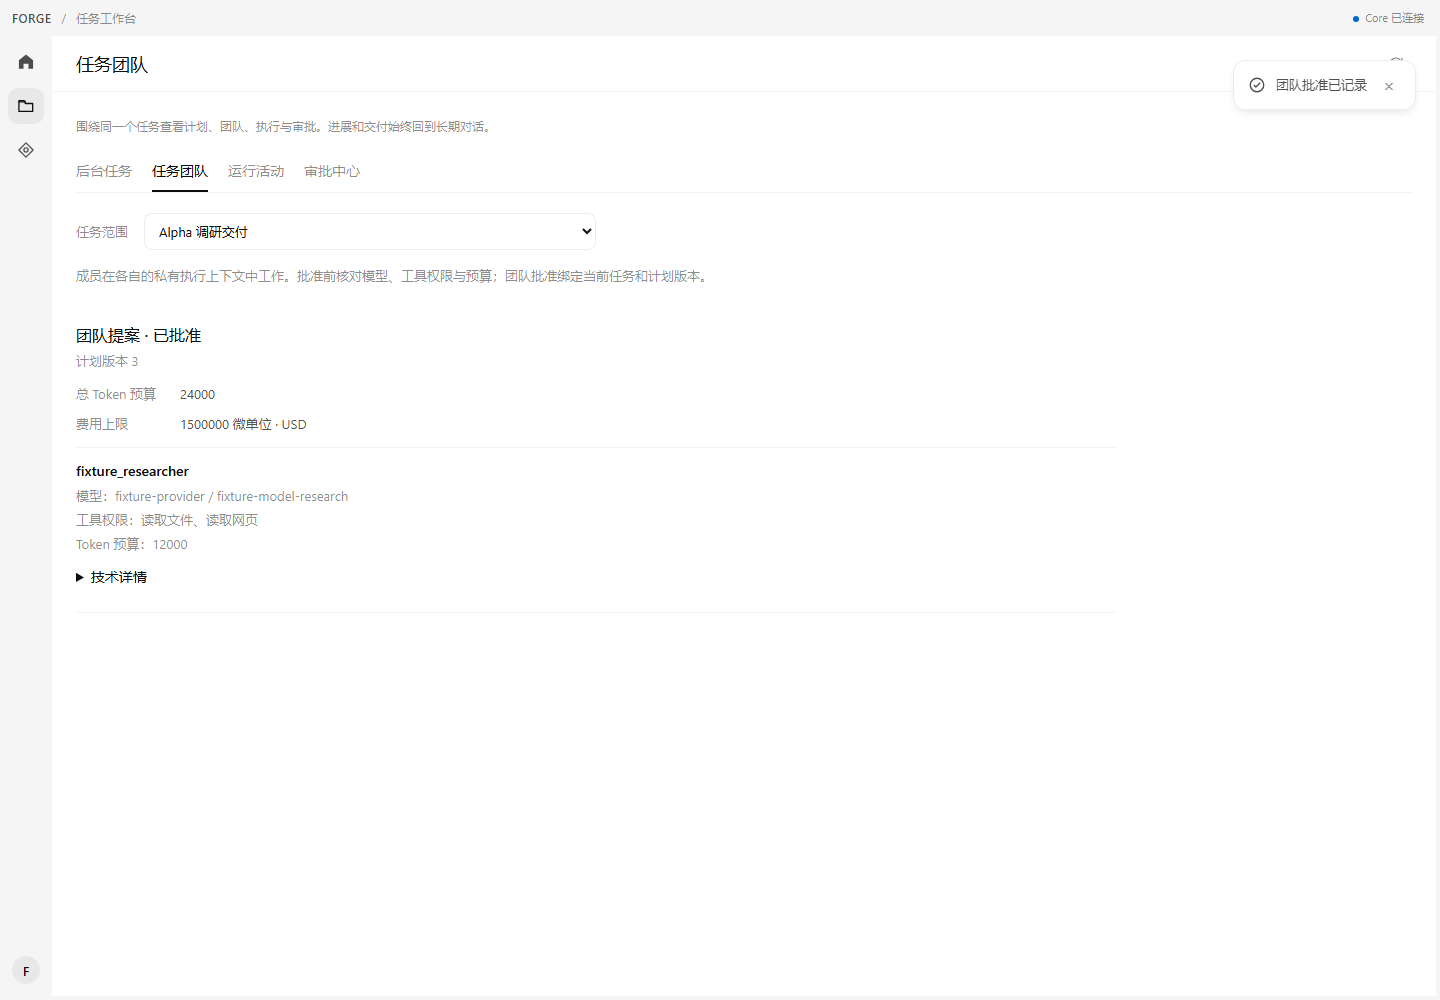 FORGE / 任务工作台
Core 已连接
任务团队
团队批准已记录
围绕同一个任务查看计划、团队、执行与审批。进展和交付始终回到长期对话。
后台任务 任务团队 运行活动 审批中心
任务范围 Alpha 调研交付
成员在各自的私有执行上下文中工作。批准前核对模型、工具权限与预算；团队批准绑定当前任务和计划版本。
团队提案 · 已批准
计划版本 3
总 Token 预算 24000
费用上限 1500000 微单位 · USD
fixture_researcher
模型：fixture-provider / fixture-model-research
工具权限：读取文件、读取网页
Token 预算：12000
技术详情
F